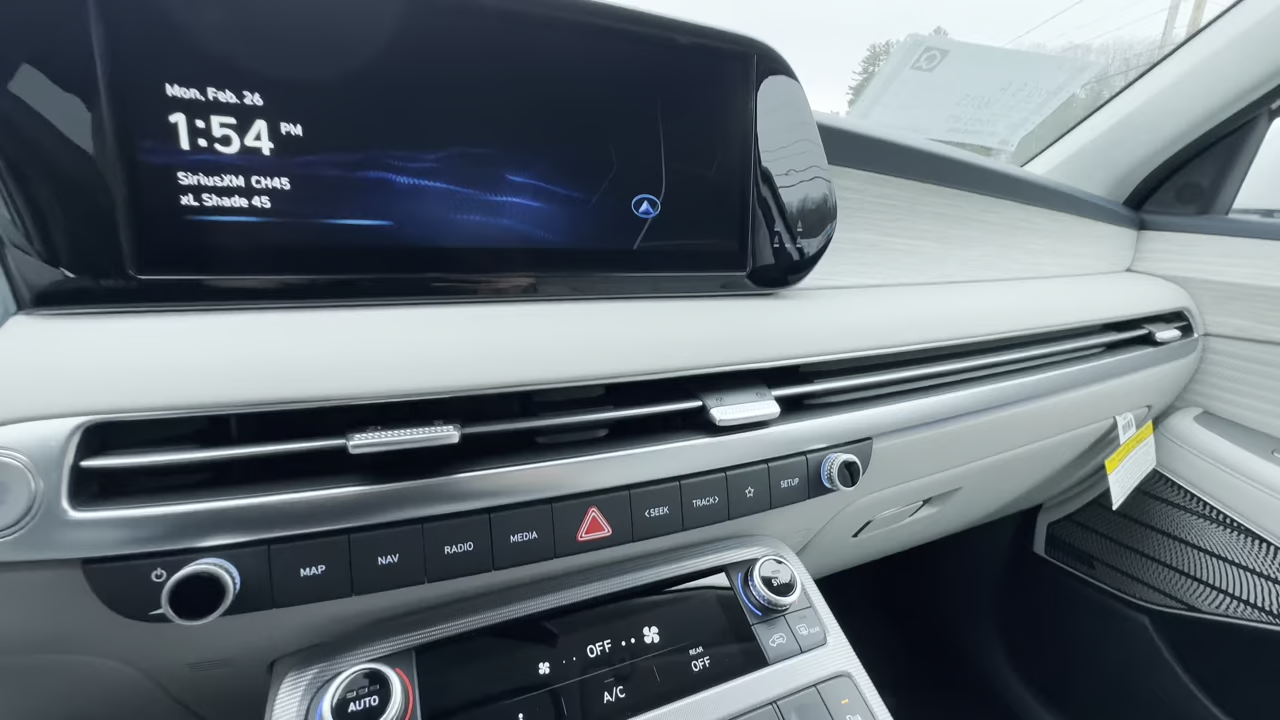 Mon, Feb. 26
1:54 PM
SiriusXM CH45
xL Shade 45
MAP
NAV
RADIO
MEDIA
<SEEK
TRACK>
SETUP
SYNC
OFF
REAR
OFF
REAR
A/C
AUTO